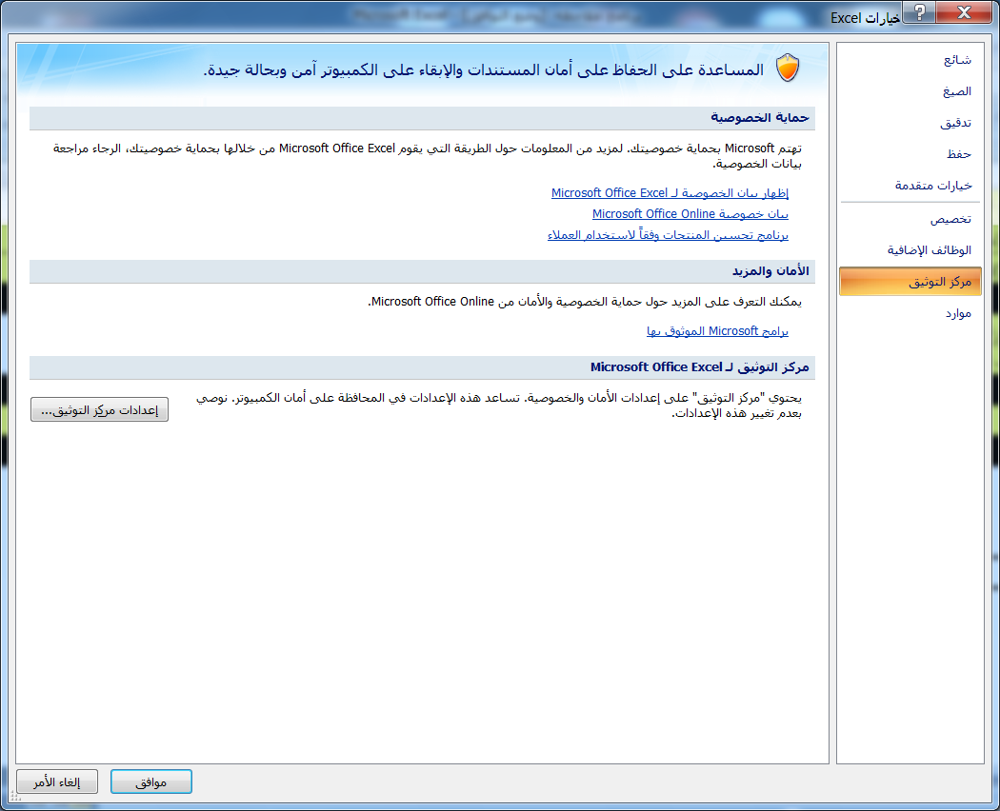 خيارات Excel
شائع
الصيغ
تدقيق
حفظ
خيارات متقدمة
تخصيص
الوظائف الإضافية
مركز التوثيق
موارد
المساعدة على الحفاظ على أمان المستندات والإبقاء على الكمبيوتر آمن وبحالة جيدة.
حماية الخصوصية
تهتم Microsoft بحماية خصوصيتك. لمزيد من المعلومات حول الطريقة التي يقوم Microsoft Office Excel من خلالها بحماية خصوصيتك، الرجاء مراجعة
بيانات الخصوصية.
إظهار بيان الخصوصية لـ Microsoft Office Excel
بيان خصوصية Microsoft Office Online
برنامج تحسين المنتجات وفقاً لاستخدام العملاء
الأمان والمزيد
يمكنك التعرف على المزيد حول حماية الخصوصية والأمان من Microsoft Office Online.
برامج Microsoft الموثوق بها
مركز التوثيق لـ Microsoft Office Excel
يحتوي "مركز التوثيق" على إعدادات الأمان والخصوصية. تساعد هذه الإعدادات في المحافظة على أمان الكمبيوتر. نوصي
بعدم تغيير هذه الإعدادات.
إعدادات مركز التوثيق...
موافق
إلغاء الأمر